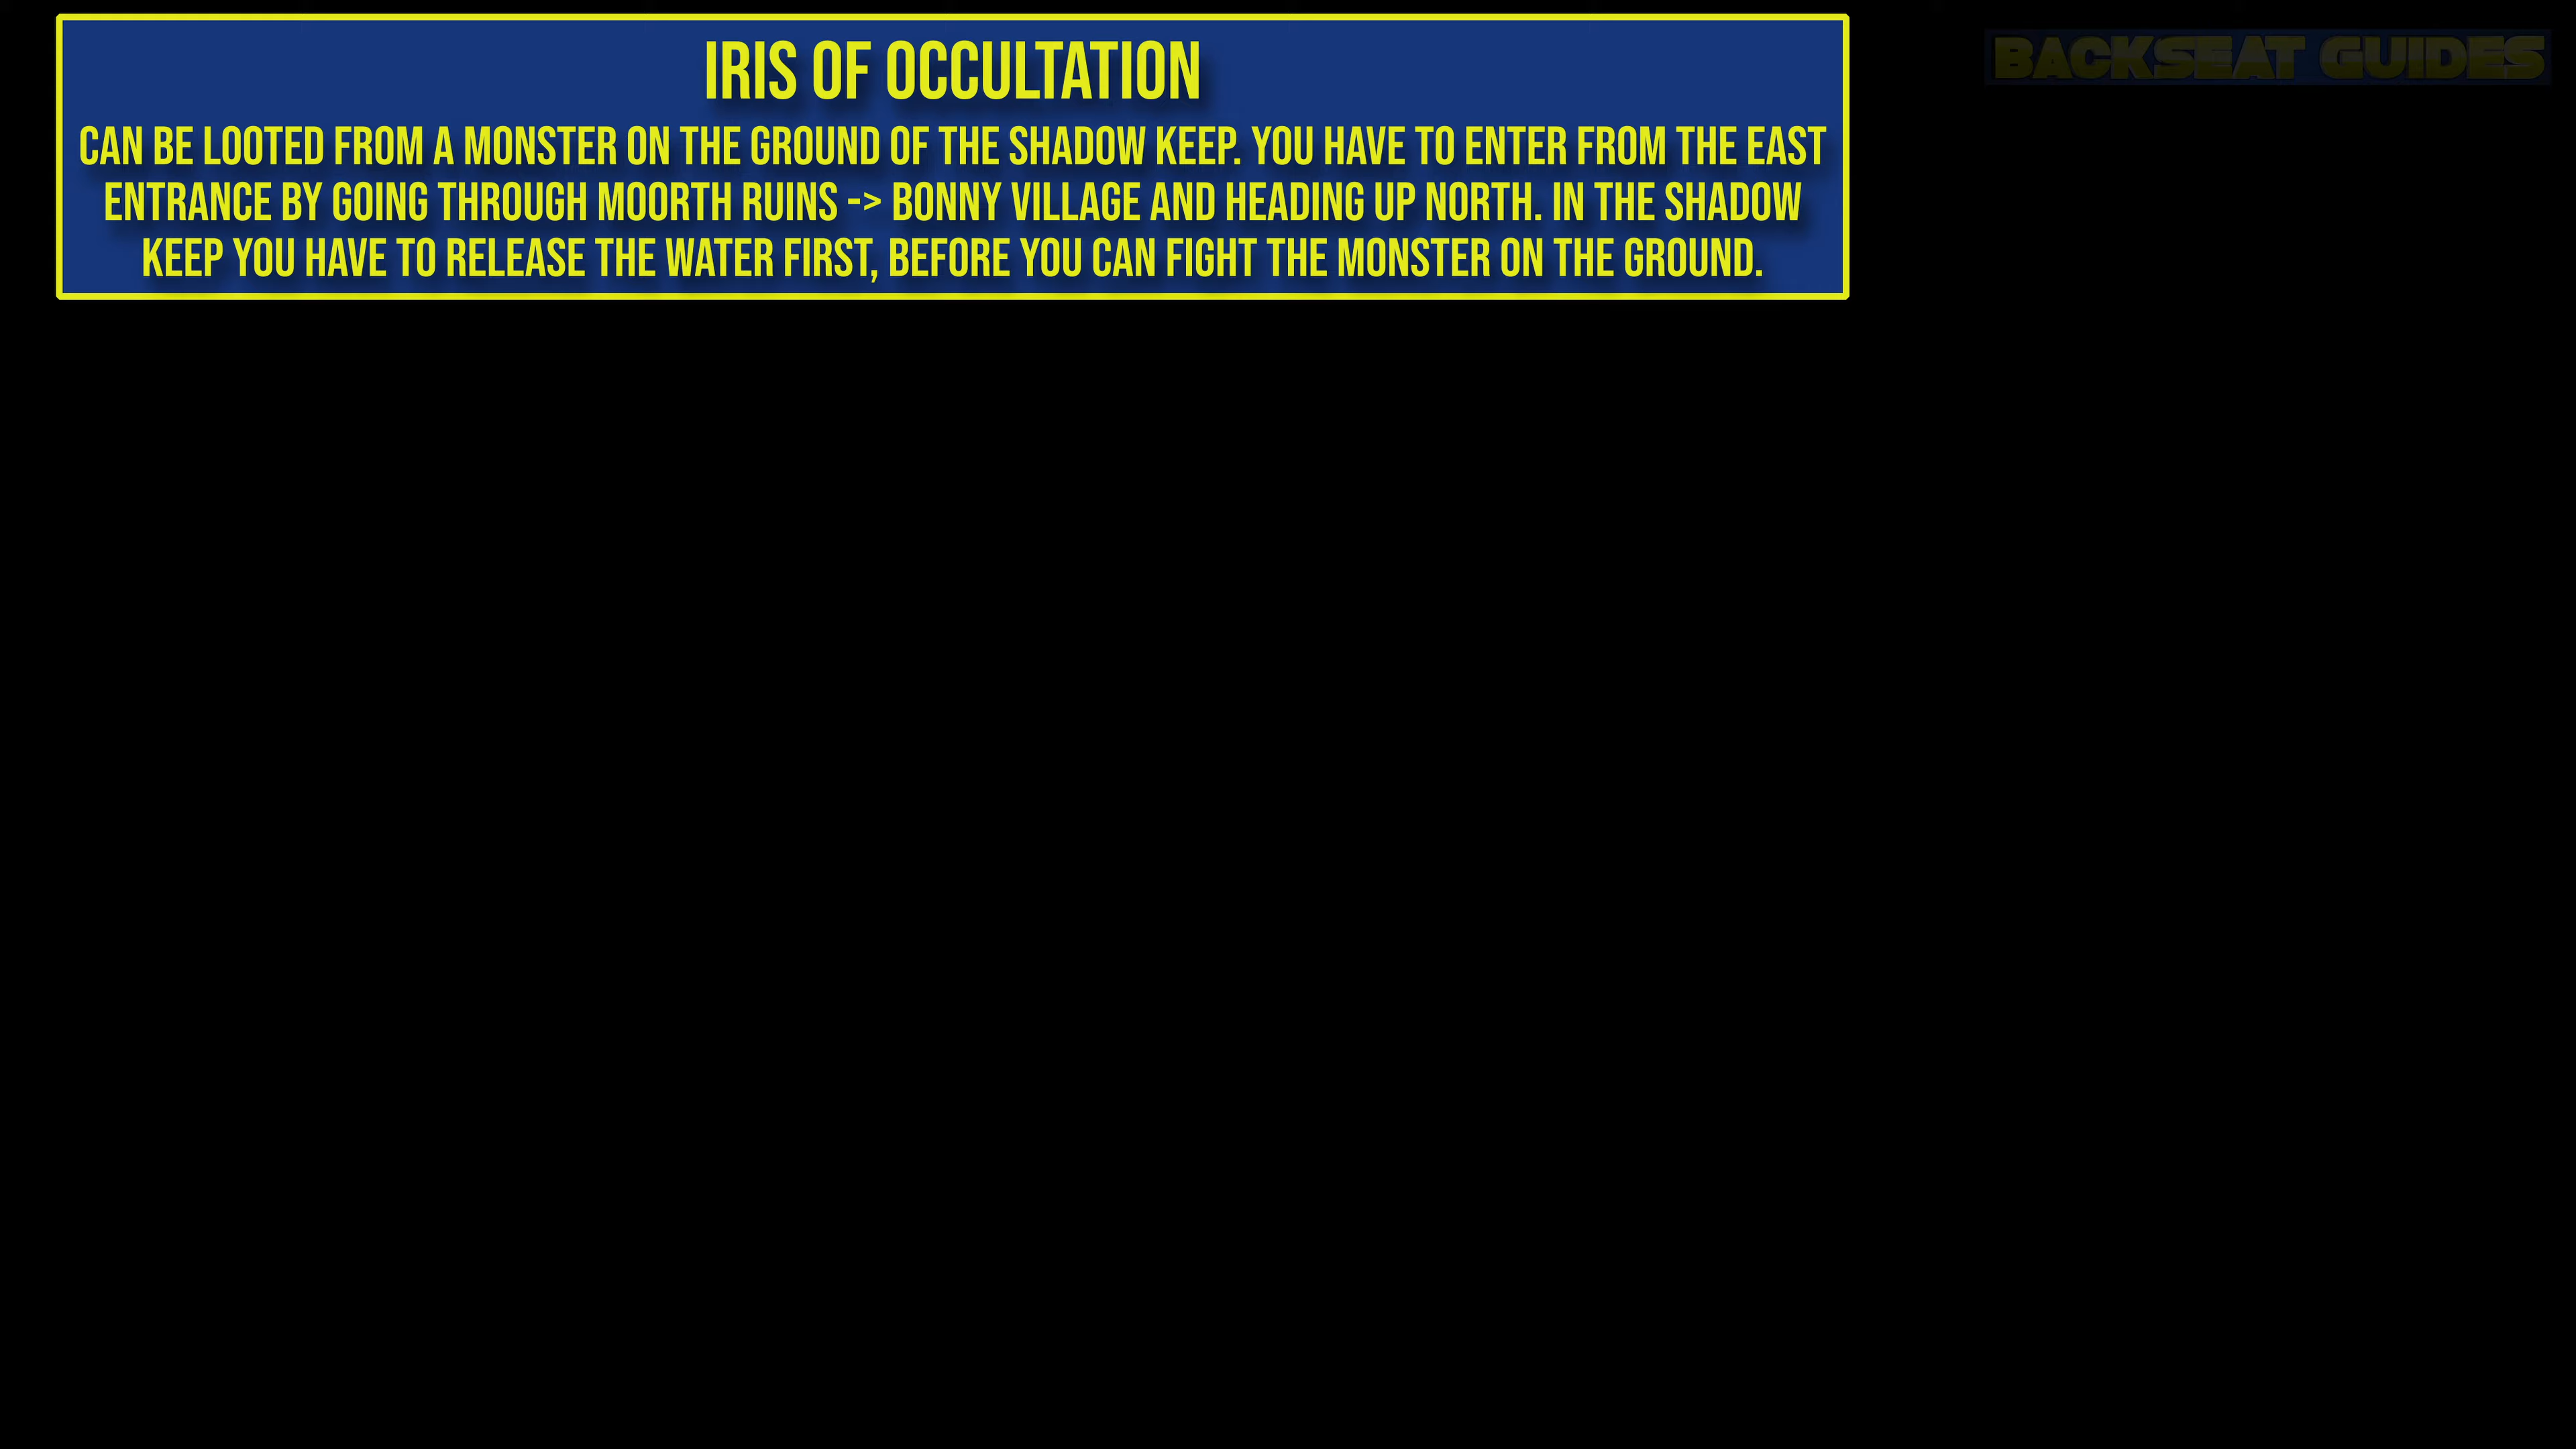 IRIS OF OCCULTATION
BACKSEAT GUIDES
CAN BE LOOTED FROM A MONSTER ON THE GROUND OF THE SHADOW KEEP. YOU HAVE TO ENTER FROM THE EAST
ENTRANCE BY GOING THROUGH MOORTH RUINS -> BONNY VILLAGE AND HEADING UP NORTH. IN THE SHADOW
KEEP YOU HAVE TO RELEASE THE WATER FIRST, BEFORE YOU CAN FIGHT THE MONSTER ON THE GROUND.